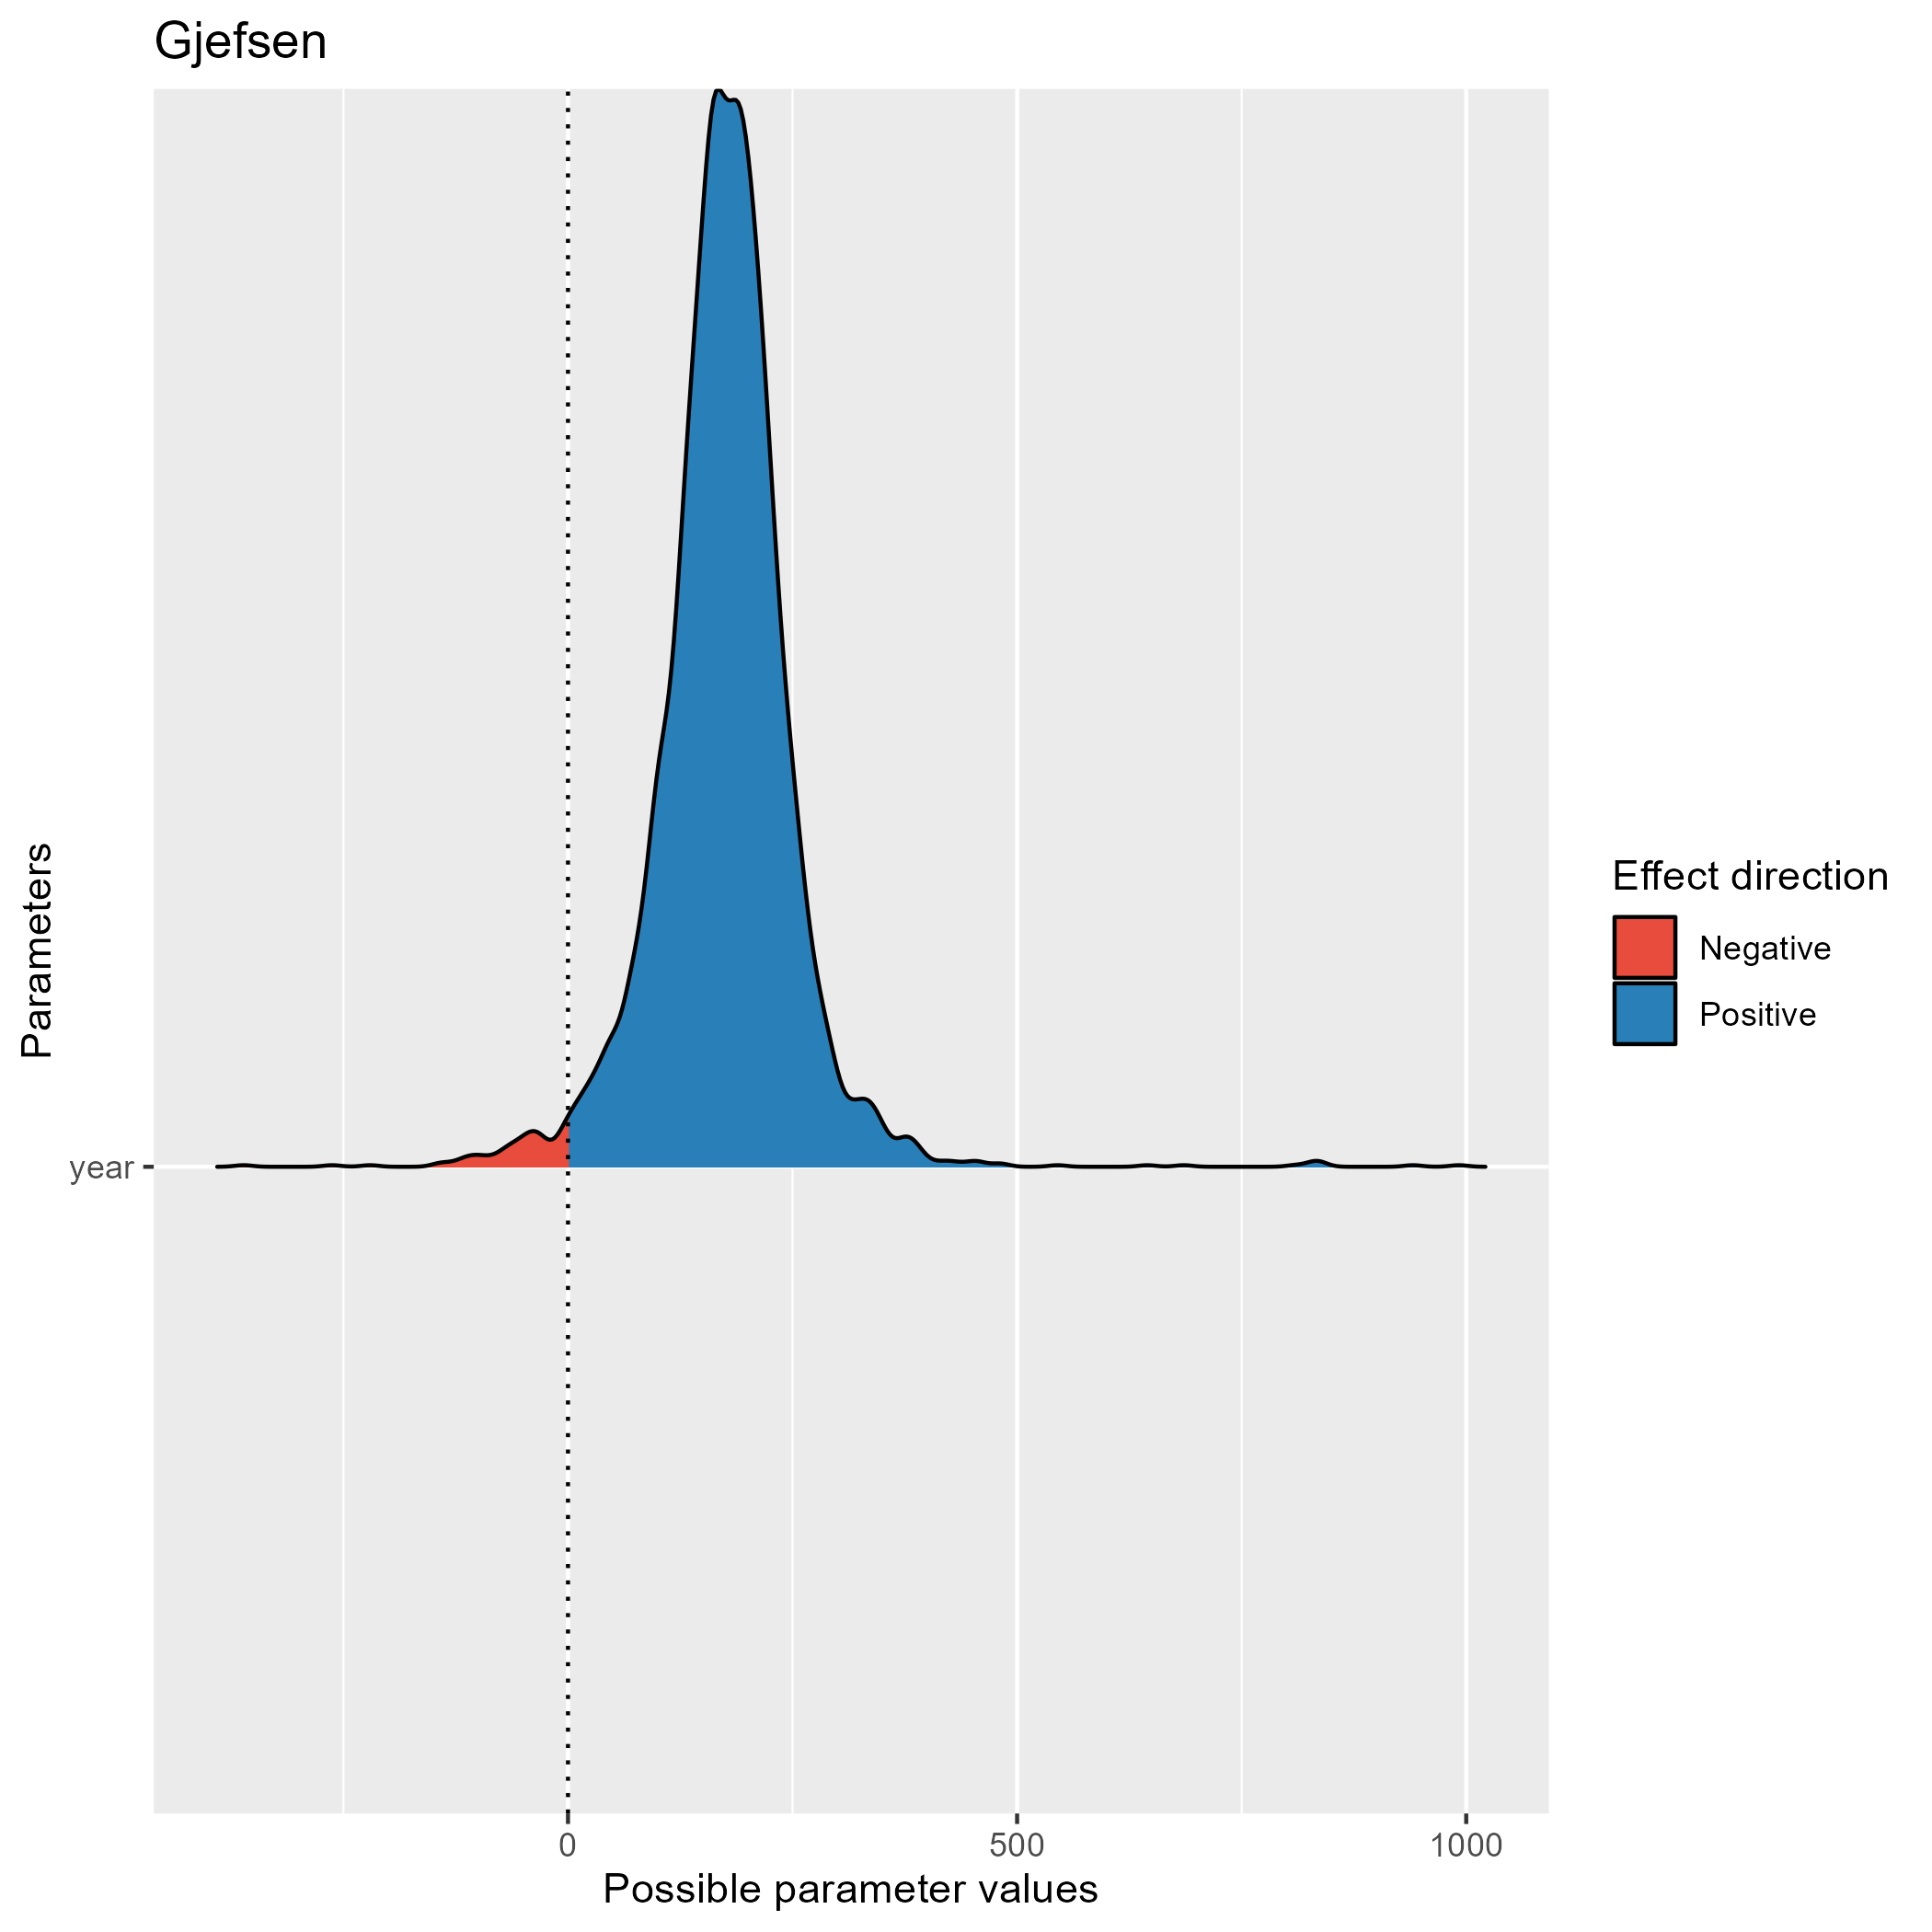 Gjefsen
Parameters
year
0 500 1000
Possible parameter values
Effect direction
Negative
Positive